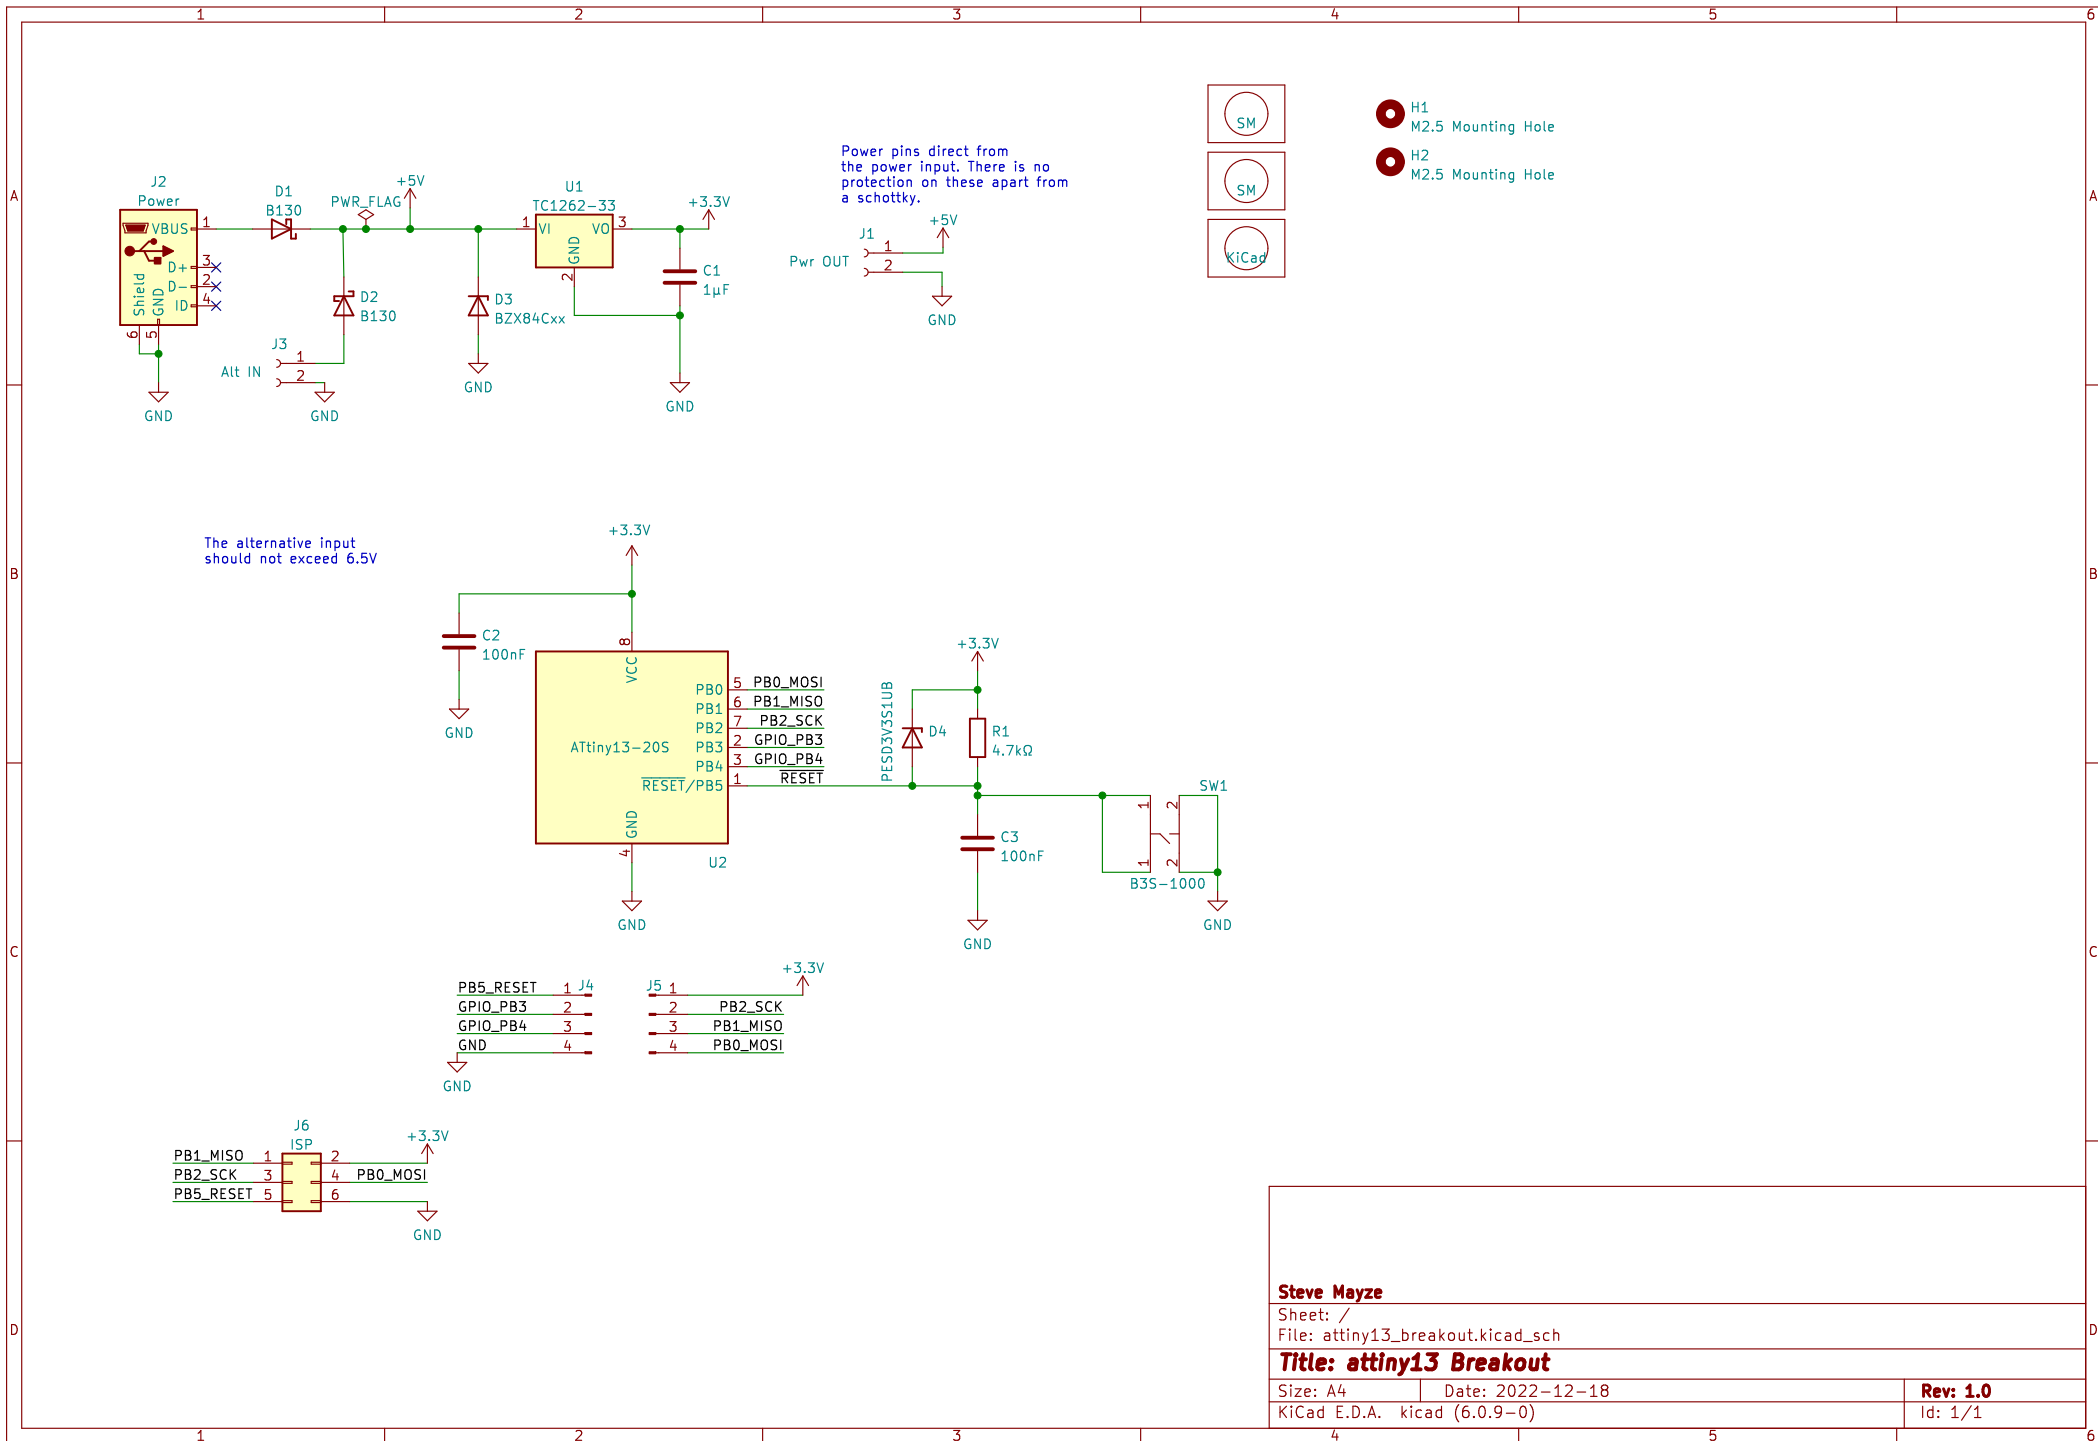 1 2 3 4 5 6
A
B
C
D
A
B
C
D
1 2 3 4 5 6
J2
Power
VBUS 1
D+ 3
D- 2
ID 4
Shield
GND
6
5
GND
D1
B130
PWR_FLAG
+5V
D2
B130
J3
Alt IN
1
2
GND
D3
BZX84Cxx
GND
U1
TC1262-33
1 VI
VO 3
GND
2
+3.3V
C1
1µF
GND
Power pins direct from
the power input. There is no
protection on these apart from
a schottky.
J1
Pwr OUT
1
2
+5V
GND
SM
SM
KiCad
H1
M2.5 Mounting Hole
H2
M2.5 Mounting Hole
The alternative input
should not exceed 6.5V
+3.3V
C2
100nF
GND
8
VCC
ATtiny13-20S
PB0 5 PB0_MOSI
PB1 6 PB1_MISO
PB2 7 PB2_SCK
PB3 2 GPIO_PB3
PB4 3 GPIO_PB4
RESET/PB5 1 RESET
GND
4
U2
GND
+3.3V
PESD3V3S1UB
D4
R1
4.7kΩ
C3
100nF
GND
SW1
1 2
1 2
B3S-1000
GND
J4
PB5_RESET 1
GPIO_PB3 2
GPIO_PB4 3
GND 4
GND
J5
+3.3V
1
2 PB2_SCK
3 PB1_MISO
4 PB0_MOSI
J6
ISP
PB1_MISO 1 2
PB2_SCK 3 4 PB0_MOSI
PB5_RESET 5 6
+3.3V
GND
Steve Mayze
Sheet: /
File: attiny13_breakout.kicad_sch
Title: attiny13 Breakout
Size: A4 Date: 2022-12-18 Rev: 1.0
KiCad E.D.A. kicad (6.0.9-0) Id: 1/1